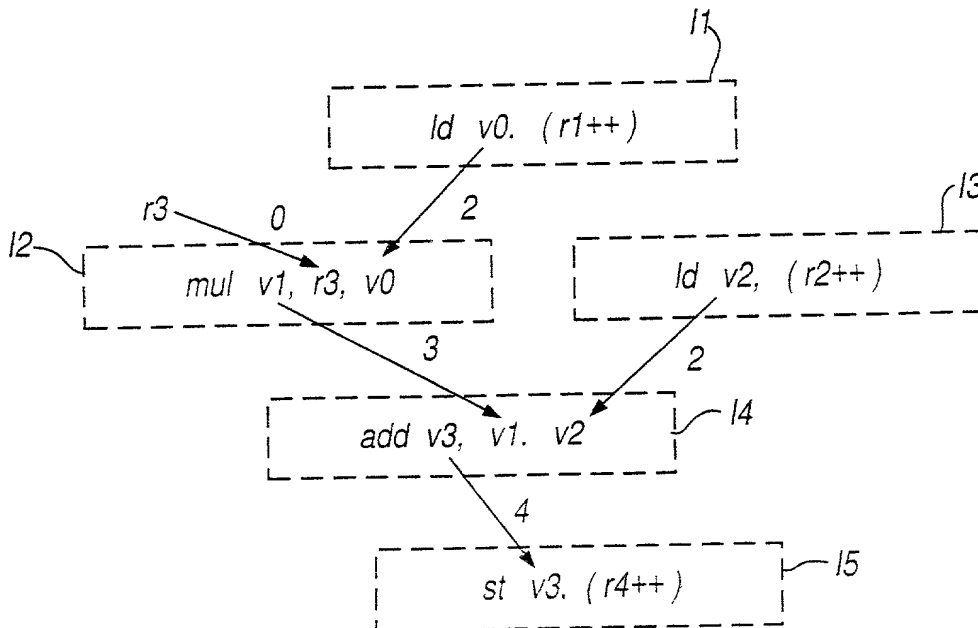 I1
ld v0. (r1++)
r3
0
2
I3
I2
mul v1, r3, v0
ld v2, (r2++)
3
2
add v3, v1. v2
I4
4
st v3. (r4++)
I5